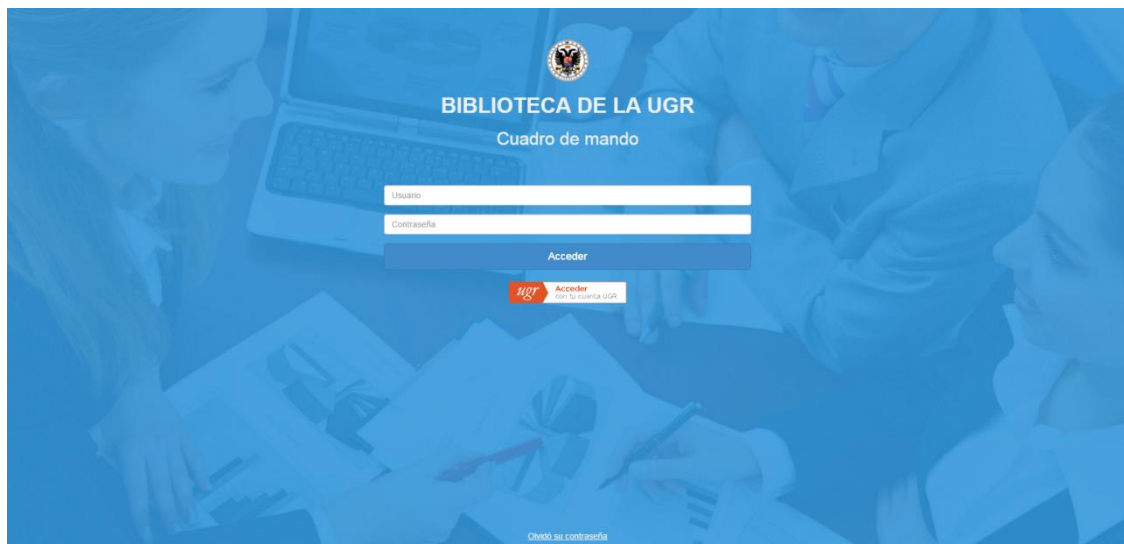 BIBLIOTECA DE LA UGR
Cuadro de mando
Usuario
Contraseña
Acceder
ugr
Acceder
con tu cuenta UGR
Olvidó su contraseña